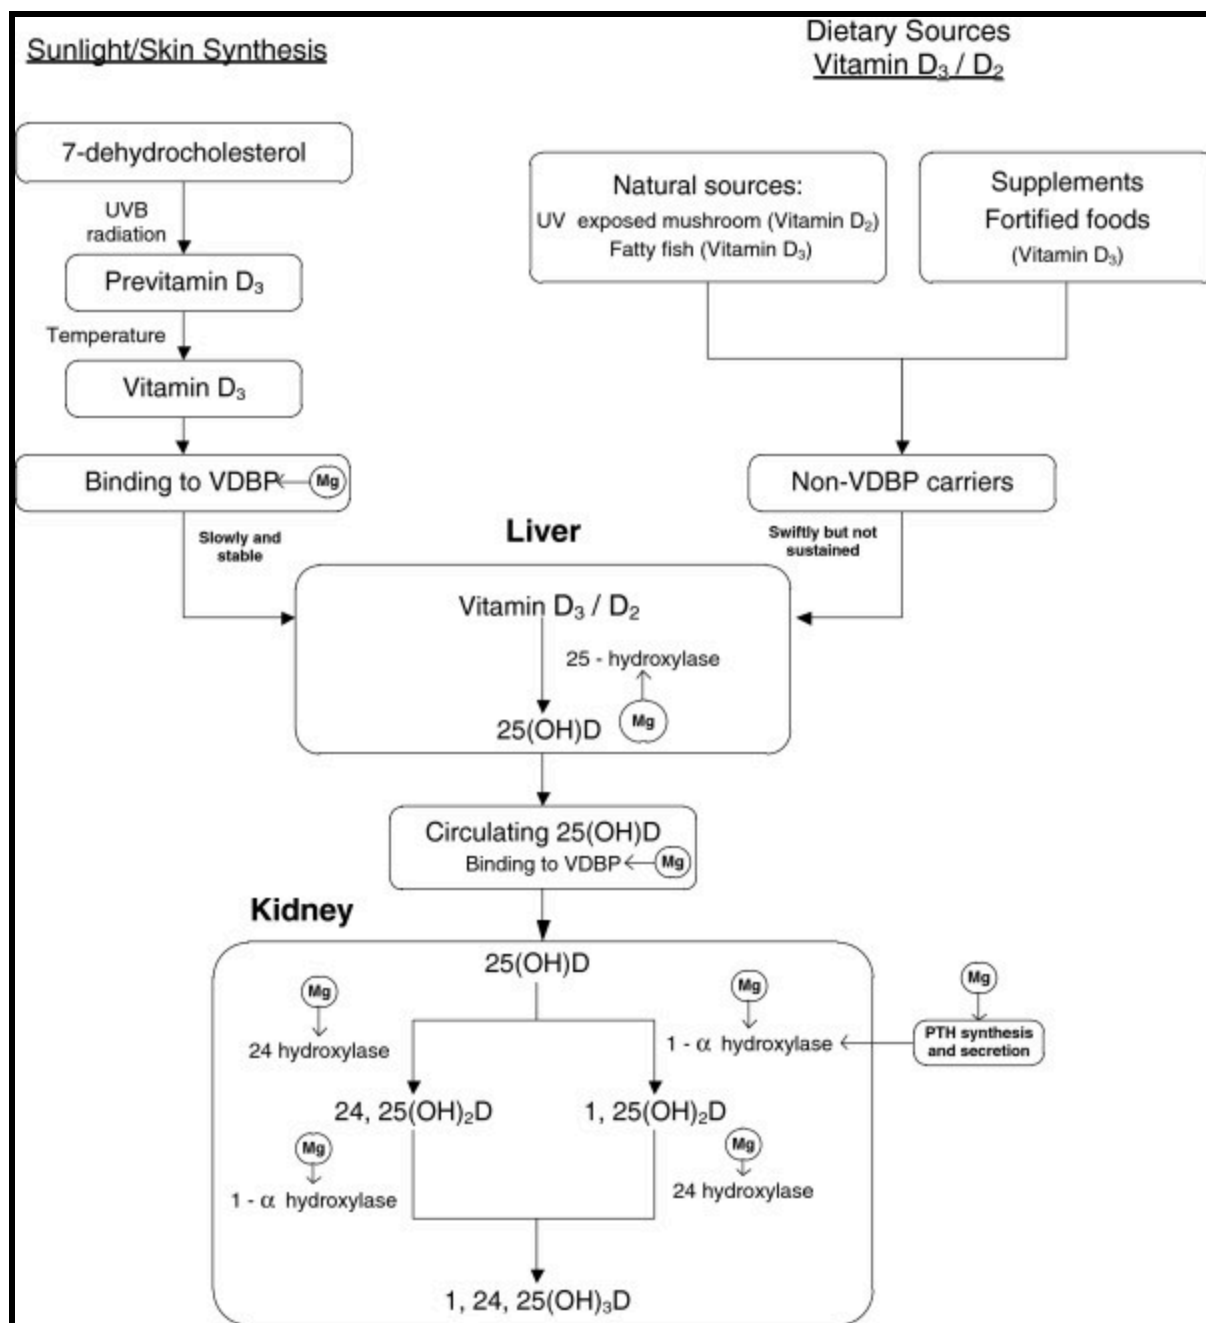 Sunlight/Skin Synthesis
Dietary Sources
Vitamin D₃ / D₂
7-dehydrocholesterol
UVB
radiation
Previtamin D₃
Temperature
Vitamin D₃
Binding to VDBP
Mg
Slowly and
stable
Natural sources:
UV exposed mushroom (Vitamin D₂)
Fatty fish (Vitamin D₃)
Supplements
Fortified foods
(Vitamin D₃)
Non-VDBP carriers
Swiftly but not
sustained
Liver
Vitamin D₃ / D₂
25 - hydroxylase
Mg
25(OH)D
Circulating 25(OH)D
Binding to VDBP
Mg
Kidney
25(OH)D
Mg
24 hydroxylase
Mg
1 - α hydroxylase
Mg
PTH synthesis
and secretion
24, 25(OH)₂D
1, 25(OH)₂D
Mg
1 - α hydroxylase
Mg
24 hydroxylase
1, 24, 25(OH)₃D